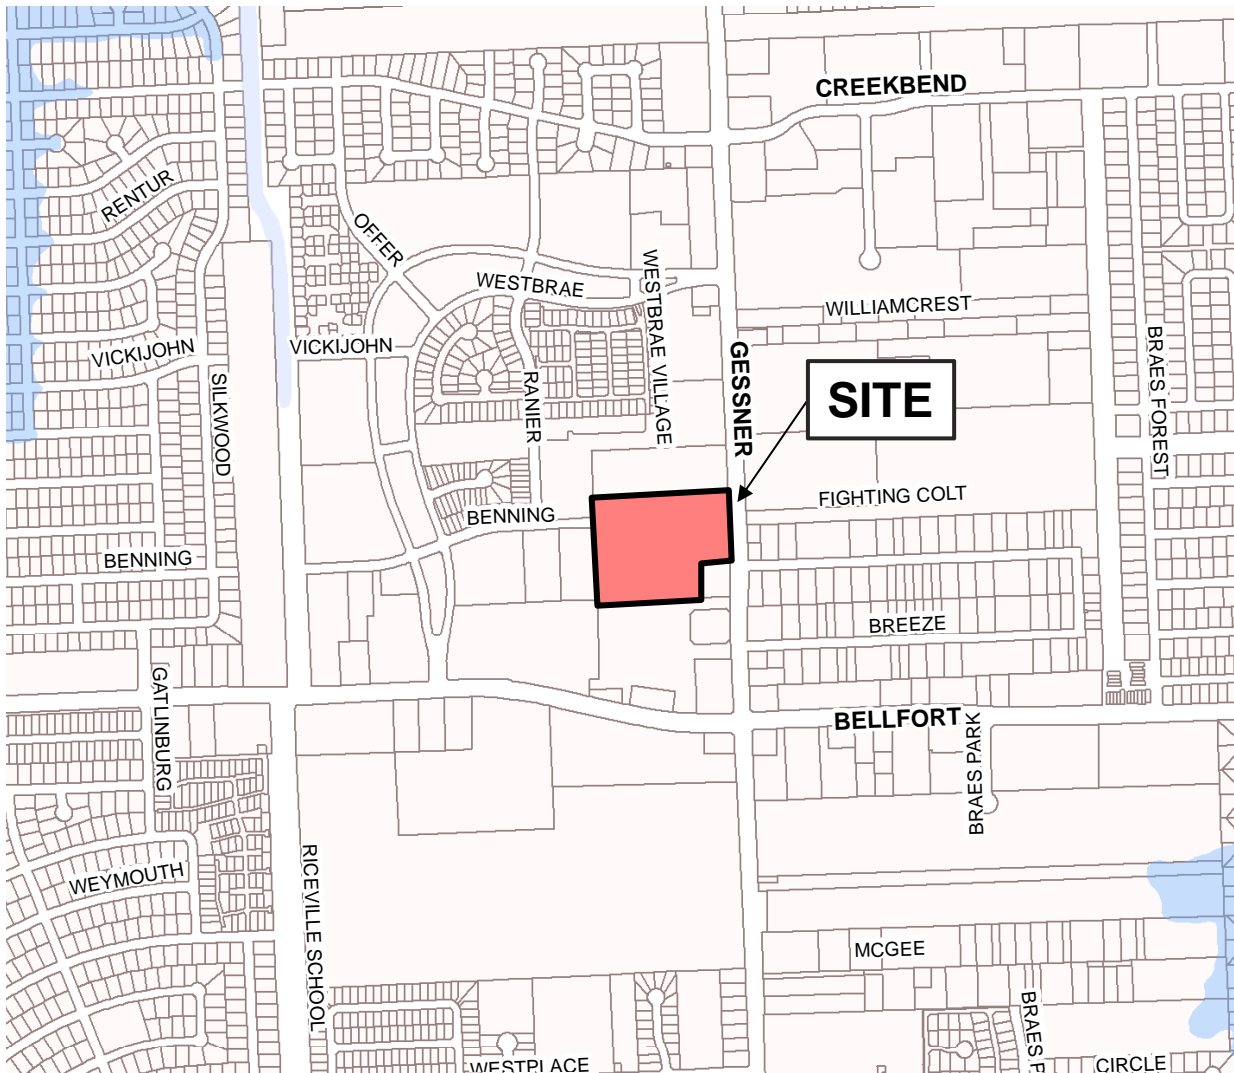 CREEKBEND
RENTUR
OFFER
WESTBRAE
WESTBRAE VILLAGE
WILLIAMCREST
VICKIJOHN
VICKIJOHN
GESSNER
BRAES FOREST
SITE
SILKWOOD
RANIER
FIGHTING COLT
BENNING
BENNING
BREEZE
GATLINBURG
BELLFORT
BRAES PARK
WEYMOUTH
RICEVILLE SCHOOL
MCGEE
BRAES P
WESTPLACE
CIRCLE